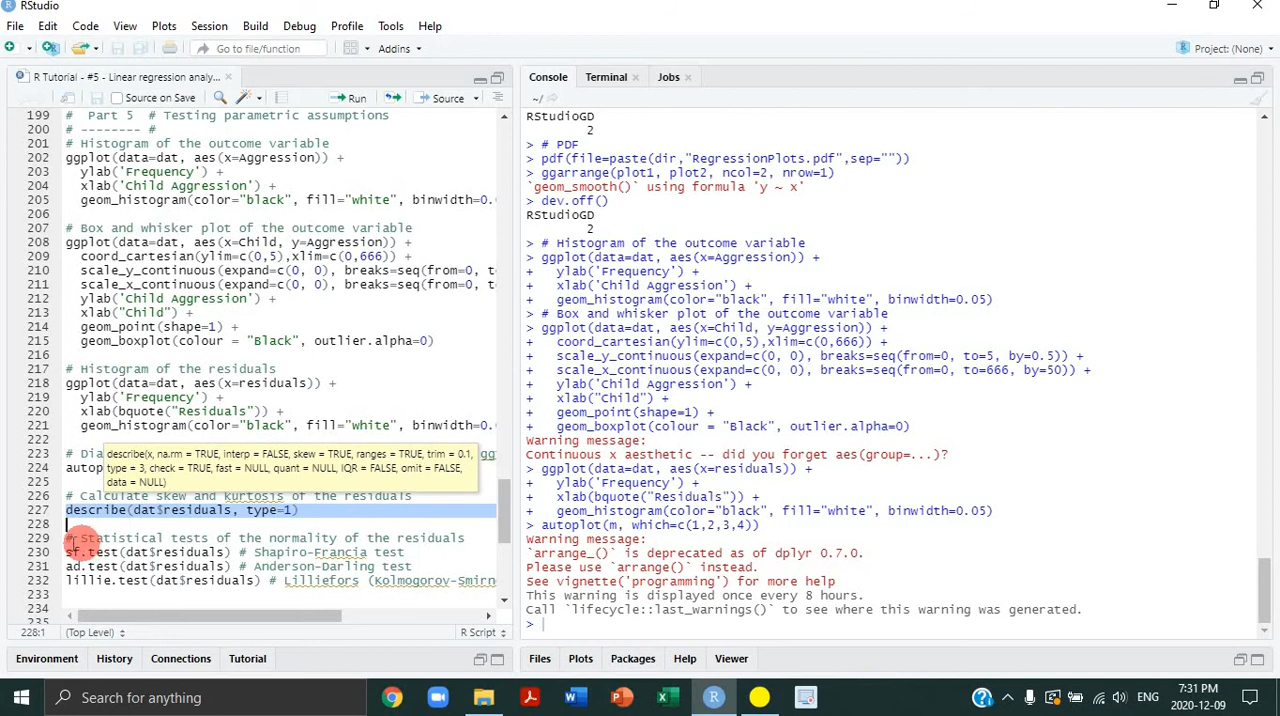 RStudio
File Edit Code View Plots Session Build Debug Profile Tools Help
Go to file/function Addins Project: (None)
R Tutorial - #5 - Linear regression analy...
Source on Save Run Source
199 # Part 5 # Testing parametric assumptions
200 # -------- #
201 # Histogram of the outcome variable
202 ggplot(data=dat, aes(x=Aggression)) +
203 ylab('Frequency') +
204 xlab('Child Aggression') +
205 geom_histogram(color="black", fill="white", binwidth=0.
206
207 # Box and whisker plot of the outcome variable
208 ggplot(data=dat, aes(x=Child, y=Aggression)) +
209 coord_cartesian(ylim=c(0,5),xlim=c(0,666)) +
210 scale_y_continuous(expand=c(0, 0), breaks=seq(from=0, to
211 scale_x_continuous(expand=c(0, 0), breaks=seq(from=0, to
212 ylab('Child Aggression') +
213 xlab("Child") +
214 geom_point(shape=1) +
215 geom_boxplot(colour = "Black", outlier.alpha=0)
216
217 # Histogram of the residuals
218 ggplot(data=dat, aes(x=residuals)) +
219 ylab('Frequency') +
220 xlab(bquote("Residuals")) +
221 geom_histogram(color="black", fill="white", binwidth=0.
222
223 # Dia
224 autop
225
describe(x, na.rm = TRUE, interp = FALSE, skew = TRUE, ranges = TRUE, trim = 0.1,
type = 3, check = TRUE, fast = NULL, quant = NULL, IQR = FALSE, omit = FALSE,
data = NULL)
226 # Calculate skew and kurtosis of the residuals
227 describe(dat$residuals, type=1)
228
229 # Statistical tests of the normality of the residuals
230 sf.test(dat$residuals) # Shapiro-Francia test
231 ad.test(dat$residuals) # Anderson-Darling test
232 lillie.test(dat$residuals) # Lilliefors (Kolmogorov-Smirn
233
234
235
228:1 (Top Level) R Script
Environment History Connections Tutorial
Console Terminal Jobs
~/
RStudioGD
2
> # PDF
> pdf(file=paste(dir,"RegressionPlots.pdf",sep=""))
> ggarrange(plot1, plot2, ncol=2, nrow=1)
`geom_smooth()` using formula 'y ~ x'
> dev.off()
RStudioGD
2
> # Histogram of the outcome variable
> ggplot(data=dat, aes(x=Aggression)) +
+ ylab('Frequency') +
+ xlab('Child Aggression') +
+ geom_histogram(color="black", fill="white", binwidth=0.05)
> # Box and whisker plot of the outcome variable
> ggplot(data=dat, aes(x=Child, y=Aggression)) +
+ coord_cartesian(ylim=c(0,5),xlim=c(0,666)) +
+ scale_y_continuous(expand=c(0, 0), breaks=seq(from=0, to=5, by=0.5)) +
+ scale_x_continuous(expand=c(0, 0), breaks=seq(from=0, to=666, by=50)) +
+ ylab('Child Aggression') +
+ xlab("Child") +
+ geom_point(shape=1) +
+ geom_boxplot(colour = "Black", outlier.alpha=0)
Warning message:
Continuous x aesthetic -- did you forget aes(group=...)?
> ggplot(data=dat, aes(x=residuals)) +
+ ylab('Frequency') +
+ xlab(bquote("Residuals")) +
+ geom_histogram(color="black", fill="white", binwidth=0.05)
> autoplot(m, which=c(1,2,3,4))
Warning message:
`arrange_()` is deprecated as of dplyr 0.7.0.
Please use `arrange()` instead.
See vignette('programming') for more help
This warning is displayed once every 8 hours.
Call `lifecycle::last_warnings()` to see where this warning was generated.
>
Files Plots Packages Help Viewer
Search for anything
ENG
7:31 PM
2020-12-09